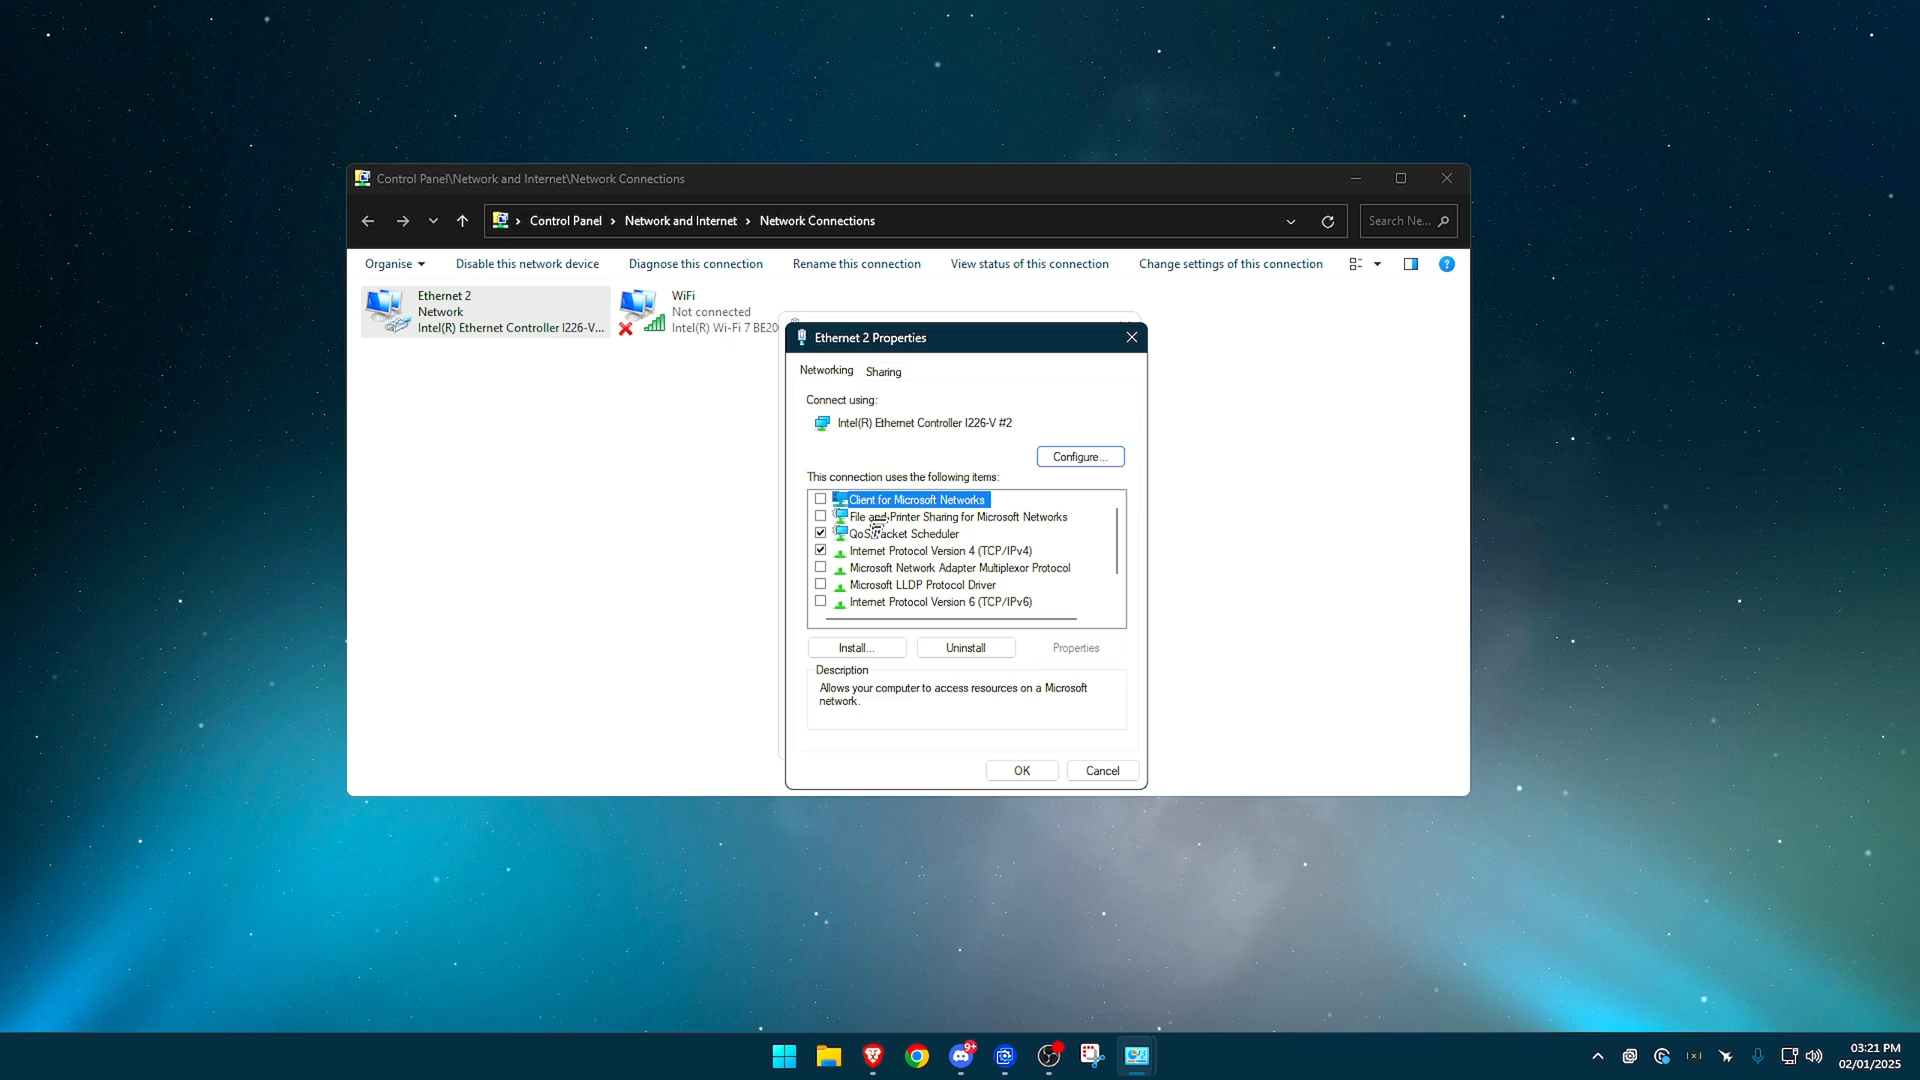 Control Panel\Network and Internet\Network Connections
Control Panel > Network and Internet > Network Connections
Search Ne...
Organise
Disable this network device
Diagnose this connection
Rename this connection
View status of this connection
Change settings of this connection
Ethernet 2
Network
Intel(R) Ethernet Controller I226-V...
WiFi
Not connected
Intel(R) Wi-Fi 7 BE20
Ethernet 2 Properties
Networking
Sharing
Connect using:
Intel(R) Ethernet Controller I226-V #2
Configure...
This connection uses the following items:
Client for Microsoft Networks
File and Printer Sharing for Microsoft Networks
QoS Packet Scheduler
Internet Protocol Version 4 (TCP/IPv4)
Microsoft Network Adapter Multiplexor Protocol
Microsoft LLDP Protocol Driver
Internet Protocol Version 6 (TCP/IPv6)
Install...
Uninstall
Properties
Description
Allows your computer to access resources on a Microsoft
network.
OK
Cancel
9+
03:21 PM
02/01/2025